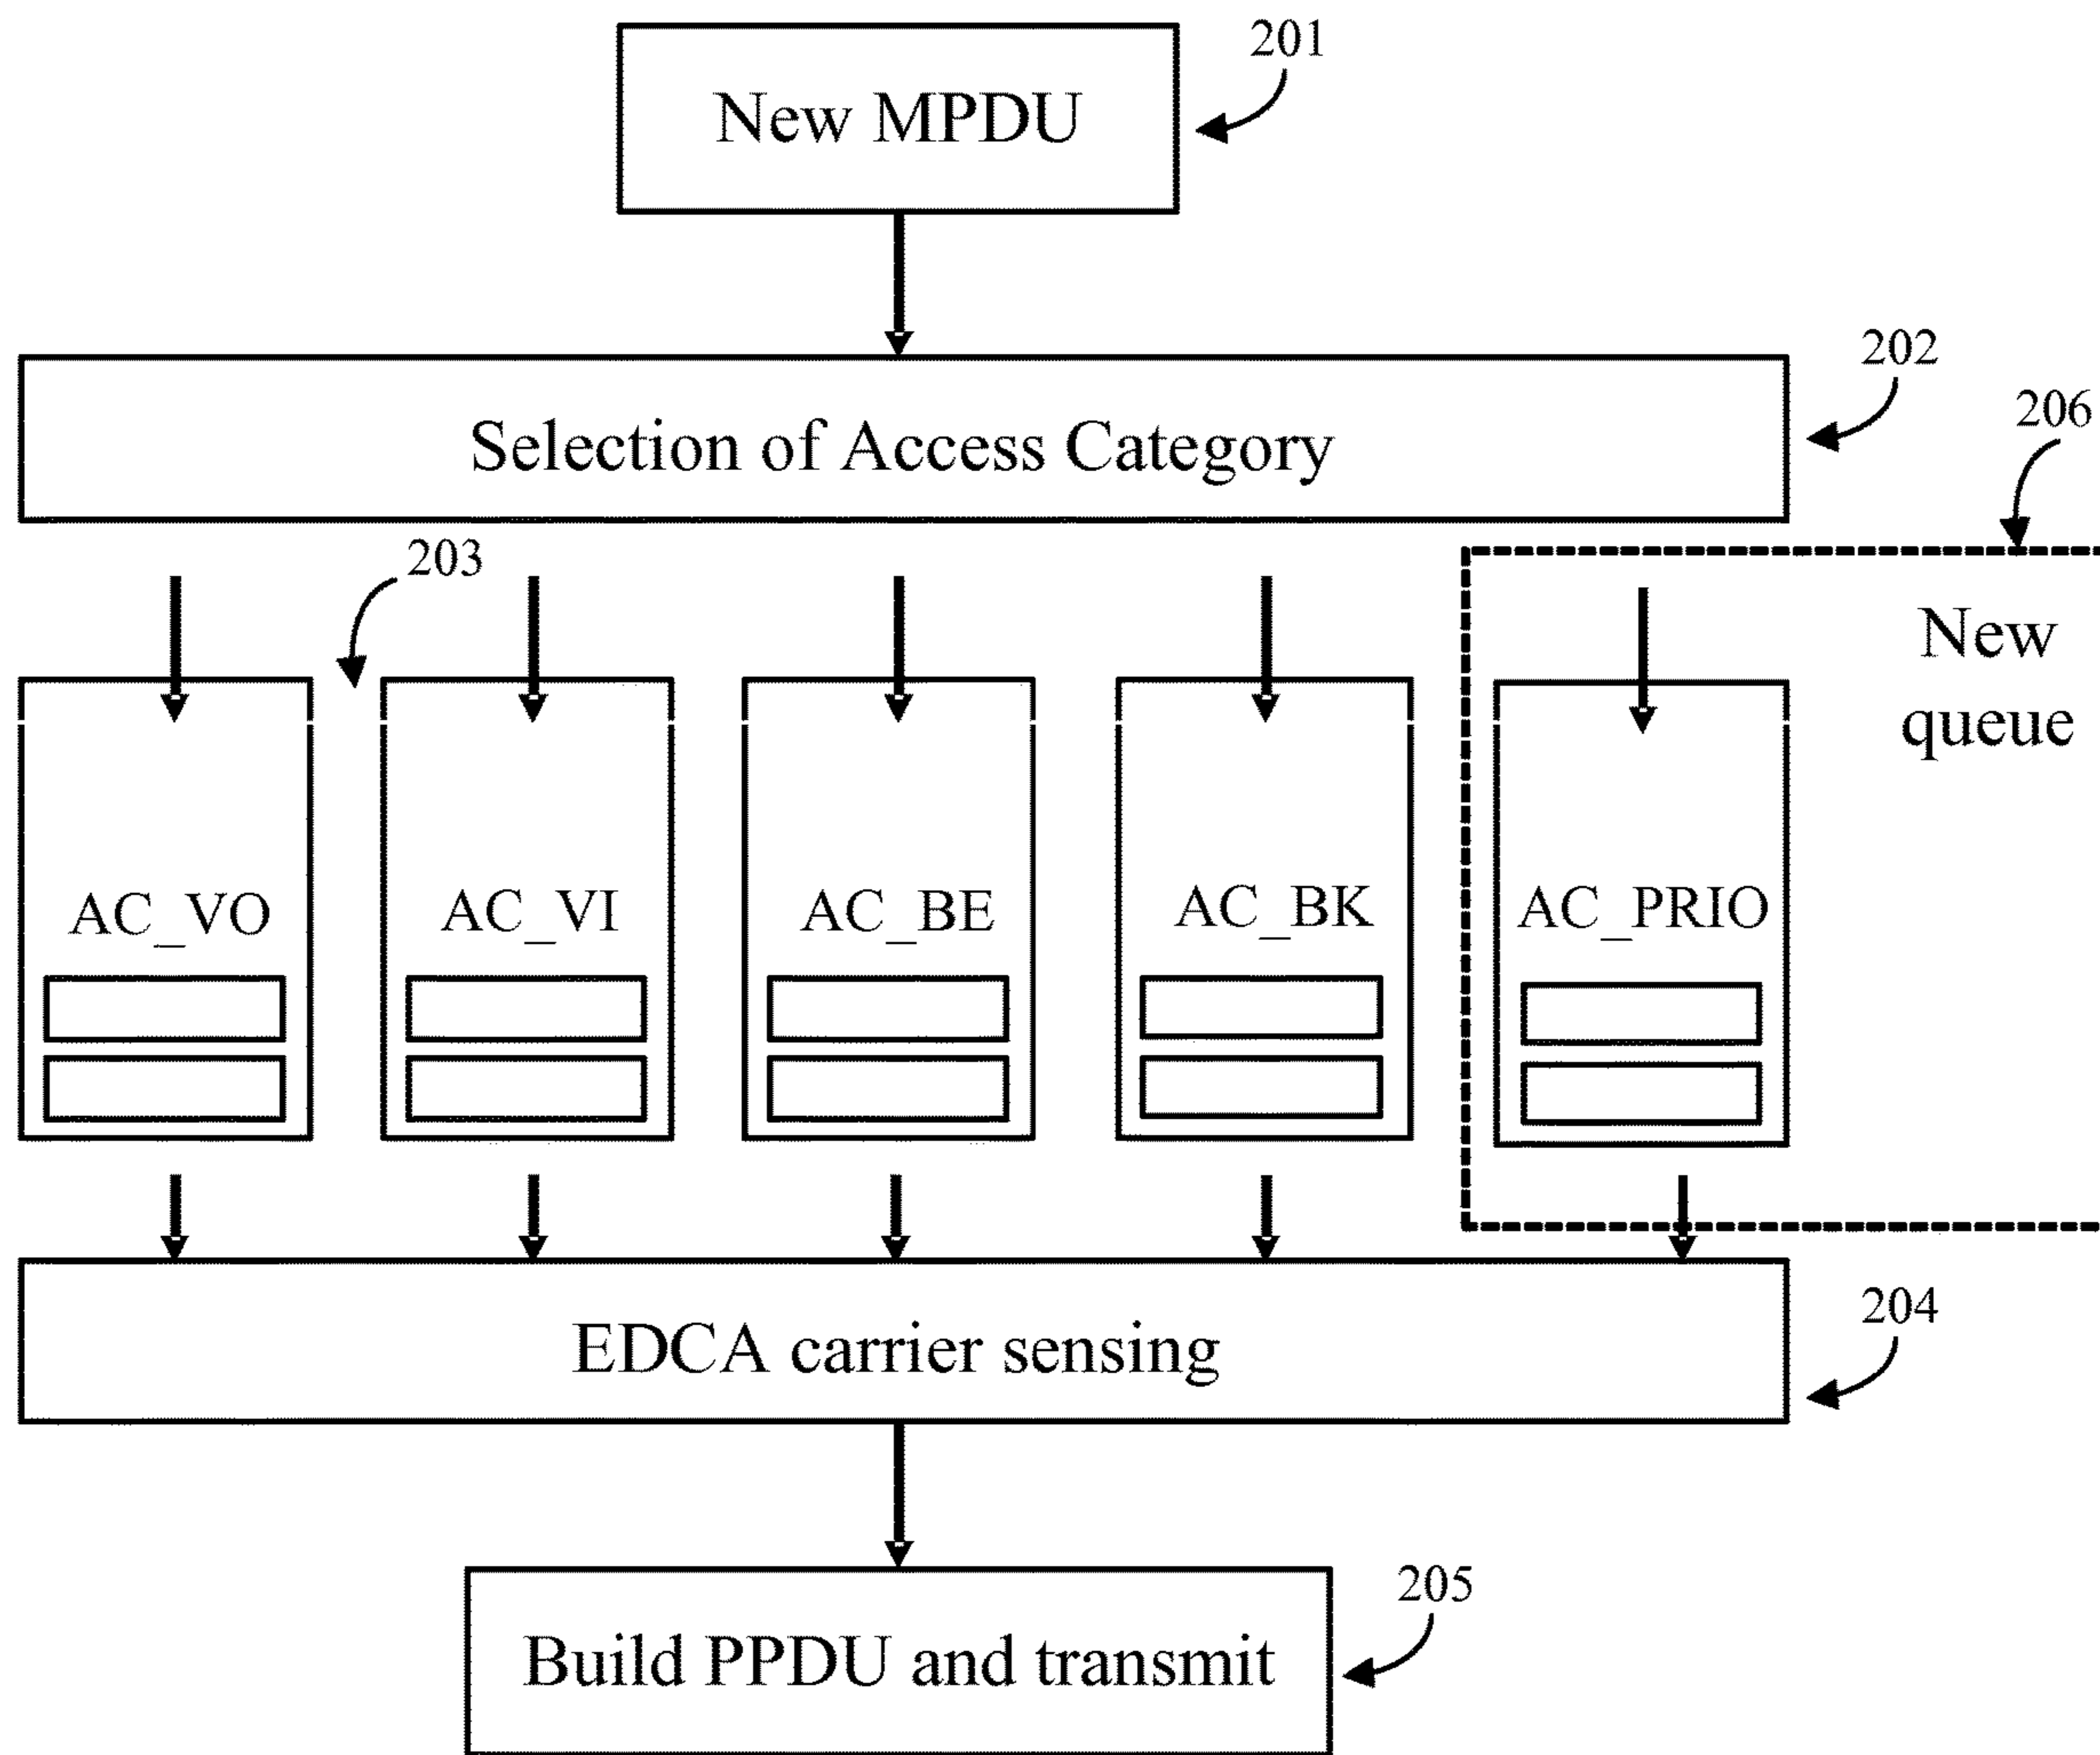 New MPDU
201
Selection of Access Category
202
206
203
New
queue
AC_VO
AC_VI
AC_BE
AC_BK
AC_PRIO
EDCA carrier sensing
204
Build PPDU and transmit
205